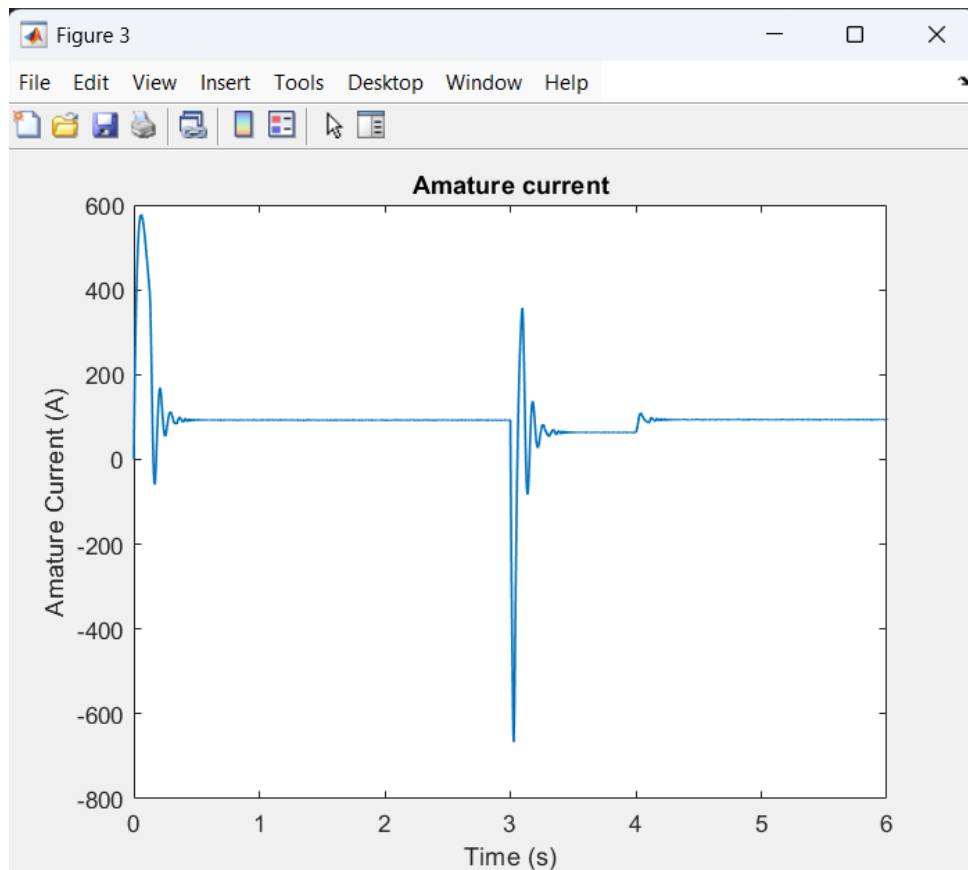 Figure 3
File Edit View Insert Tools Desktop Window Help
Amature current
600
400
200
0
-200
-400
-600
-800
Amature Current (A)
0 1 2 3 4 5 6
Time (s)